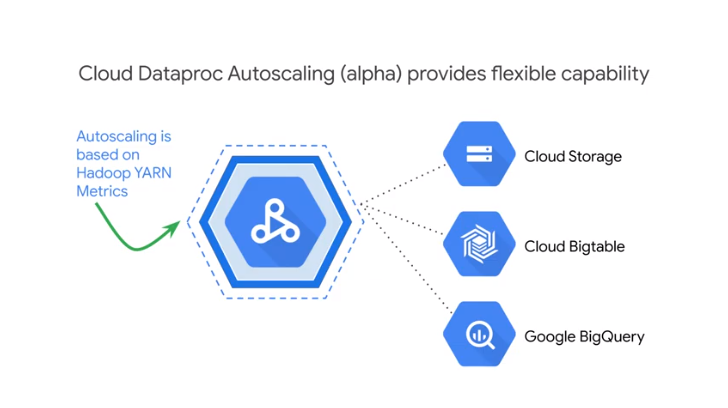 Cloud Dataproc Autoscaling (alpha) provides flexible capability
Autoscaling is
based on
Hadoop YARN
Metrics
Cloud Storage
Cloud Bigtable
Google BigQuery